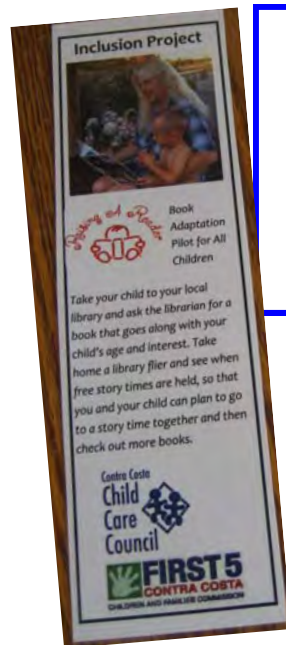 Inclusion Project
Raising A Reader
Book
Adaptation
Pilot for All
Children
Take your child to your local
library and ask the librarian for a
book that goes along with your
child's age and interest. Take
home a library flier and see when
free story times are held, so that
you and your child can plan to go
to a story time together and then
check out more books.
Contra Costa
Child
Care
Council
FIRST 5
CONTRA COSTA
CHILDREN AND FAMILIES COMMISSION